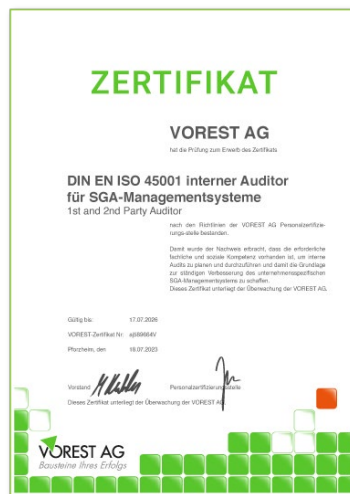 ZERTIFIKAT
VOREST AG
hat die Prüfung zum Erwerb des Zertifikats
DIN EN ISO 45001 interner Auditor
für SGA-Managementsysteme
1st and 2nd Party Auditor
nach den Richtlinien der VOREST AG Personalzertifizie-
rungs-stelle bestanden.
Damit wurde der Nachweis erbracht, dass die erforderliche
fachliche und soziale Kompetenz vorhanden ist, um interne
Audits zu planen und durchzuführen und damit die Grundlage
zur ständigen Verbesserung des unternehmensspezifischen
SGA-Managementsystems zu schaffen.
Dieses Zertifikat unterliegt der Überwachung der VOREST AG.
Gültig bis: 17.07.2026
VOREST-Zertifikat Nr.:
Pforzheim, den 18.07.2023
Vorstand Personalzertifizierungsstelle
Dieses Zertifikat unterliegt der Überwachung der VOREST AG
VOREST AG
Bausteine Ihres Erfolgs